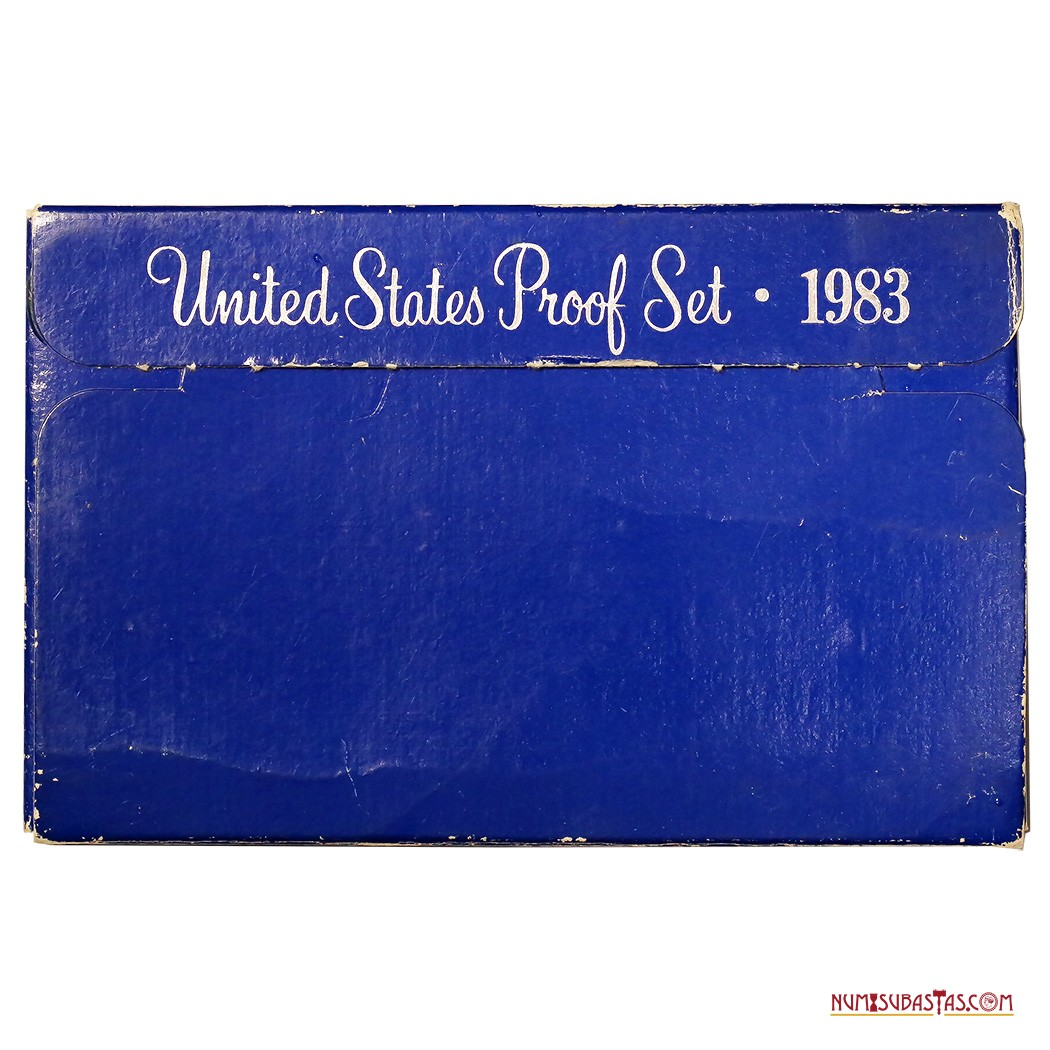 United States Proof Set • 1983
NUMISUBASTAS.COM